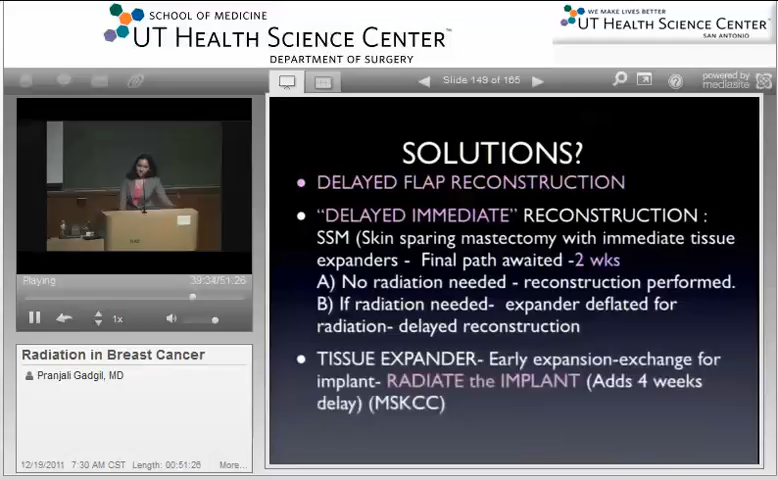 SCHOOL OF MEDICINE
UT HEALTH SCIENCE CENTER™
DEPARTMENT OF SURGERY
WE MAKE LIVES BETTER
UT HEALTH SCIENCE CENTER™
SAN ANTONIO
Slide 149 of 165
powered by
mediasite
SOLUTIONS?
• DELAYED FLAP RECONSTRUCTION
• “DELAYED IMMEDIATE” RECONSTRUCTION :
SSM (Skin sparing mastectomy with immediate tissue
expanders - Final path awaited -2 wks
A) No radiation needed - reconstruction performed.
B) If radiation needed- expander deflated for
radiation- delayed reconstruction
• TISSUE EXPANDER- Early expansion-exchange for
implant- RADIATE the IMPLANT (Adds 4 weeks
delay) (MSKCC)
Playing
39:34/51:26
1x
Radiation in Breast Cancer
Pranjali Gadgil, MD
12/19/2011 7:30 AM CST Length: 00:51:26 More...